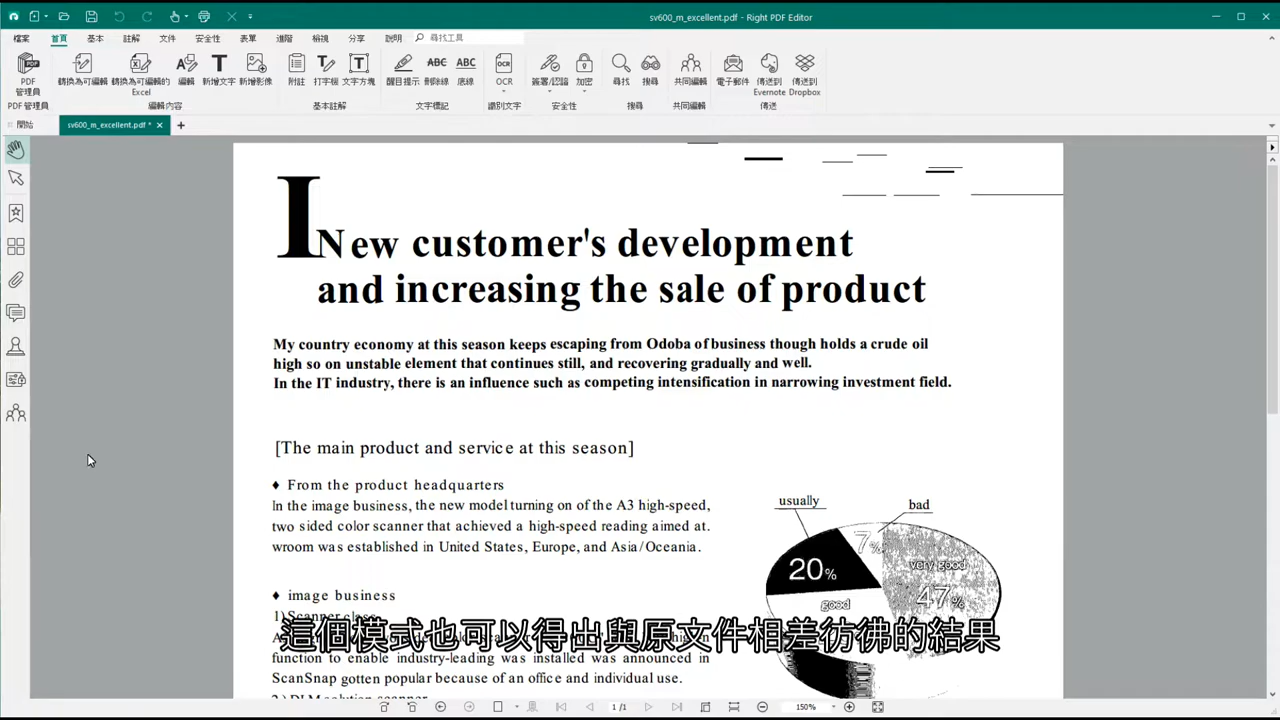 sv600_m_excellent.pdf - Right PDF Editor
檔案 首頁 基本 註解 文件 安全性 表單 進階 檢視 分享 說明 尋找工具
PDF 管理員
轉換為可編輯
轉換為可編輯的 Excel
編輯
新增文字
新增影像
附註
打字機
文字方塊
醒目提示
刪除線
底線
OCR
簽署/認證
加密
尋找
搜尋
共同編輯
電子郵件
傳送到 Evernote
傳送到 Dropbox
PDF 管理員 編輯內容 基本註解 文字標記 識別文字 安全性 搜尋 共同編輯 傳送
開始 sv600_m_excellent.pdf *
I
New customer's development
and increasing the sale of product
My country economy at this season keeps escaping from Odoba of business though holds a crude oil
high so on unstable element that continues still, and recovering gradually and well.
In the IT industry, there is an influence such as competing intensification in narrowing investment field.
[The main product and service at this season]
♦ From the product headquarters
In the image business, the new model turning on of the A3 high-speed,
two sided color scanner that achieved a high-speed reading aimed at.
wroom was established in United States, Europe, and Asia/Oceania.
♦ image business
1) Scanner class
function to enable industry-leading was installed was announced in
ScanSnap gotten popular because of an office and individual use.
2) DLM solution scanner
usually
bad
20%
7%
very good
47%
good
這個模式也可以得出與原文件相差彷彿的結果
1 /1
150%